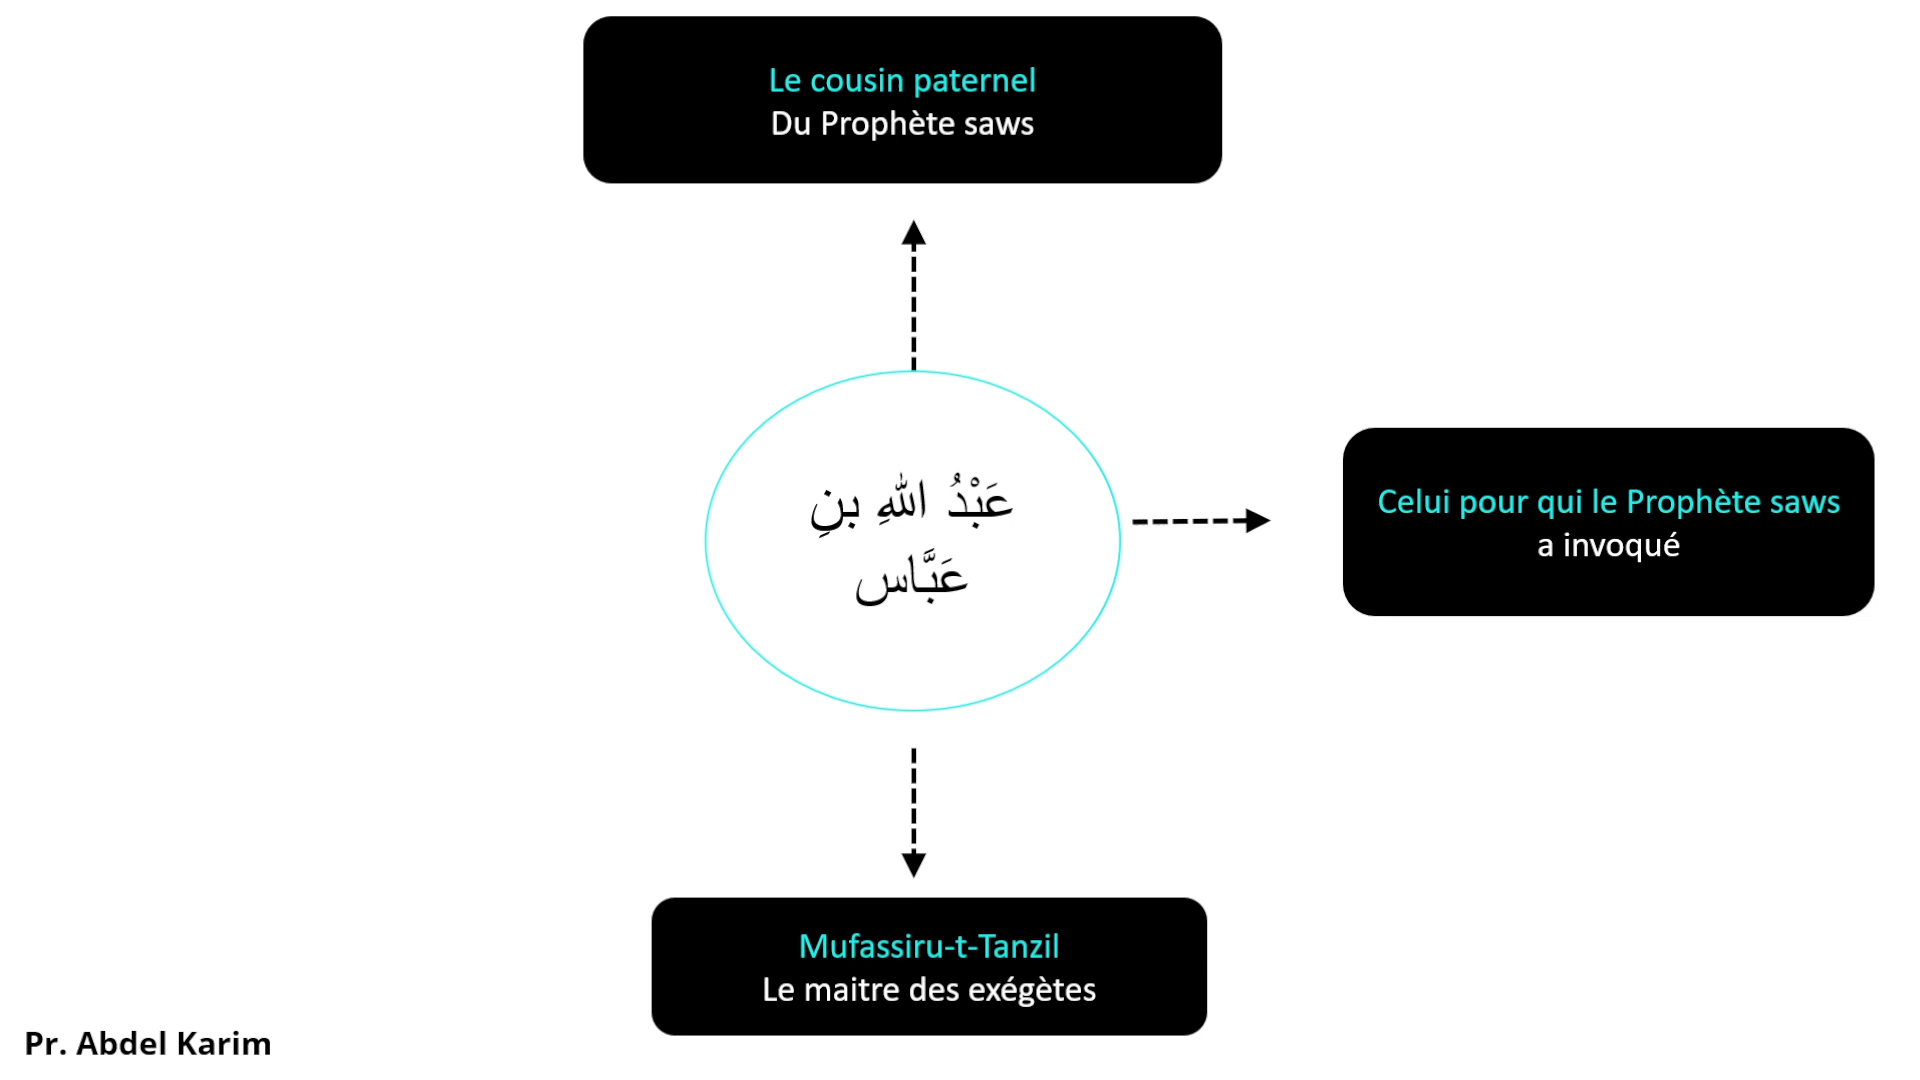 Le cousin paternel
Du Prophète saws
عَبْدُ اللهِ بنِ
عَبَّاس
Celui pour qui le Prophète saws
a invoqué
Mufassiru-t-Tanzil
Le maitre des exégètes
Pr. Abdel Karim